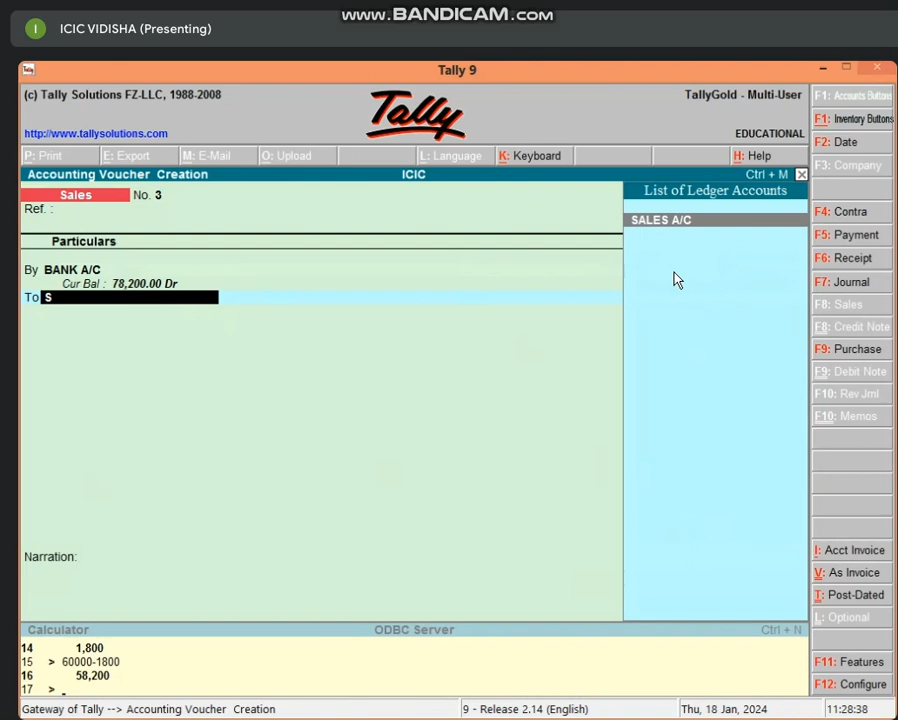 www.BANDICAM.com
I ICIC VIDISHA (Presenting)
Tally Tally 9
(c) Tally Solutions FZ-LLC, 1988-2008
Tally
TallyGold - Multi-User
http://www.tallysolutions.com
EDUCATIONAL
P: Print E: Export M: E-Mail O: Upload L: Language K: Keyboard H: Help
Accounting Voucher Creation ICIC Ctrl + M
Sales No. 3
Ref. :
Particulars
By BANK A/C
Cur Bal : 78,200.00 Dr
To S
Narration:
List of Ledger Accounts
SALES A/C
F1: Accounts Buttons
F1: Inventory Buttons
F2: Date
F3: Company
F4: Contra
F5: Payment
F6: Receipt
F7: Journal
F8: Sales
F8: Credit Note
F9: Purchase
F9: Debit Note
F10: Rev Jrnl
F10: Memos
I: Acct Invoice
V: As Invoice
T: Post-Dated
L: Optional
F11: Features
F12: Configure
Calculator ODBC Server Ctrl + N
14 1,800
15 > 60000-1800
16 58,200
17 > _
Gateway of Tally --> Accounting Voucher Creation 9 - Release 2.14 (English) Thu, 18 Jan, 2024 11:28:38